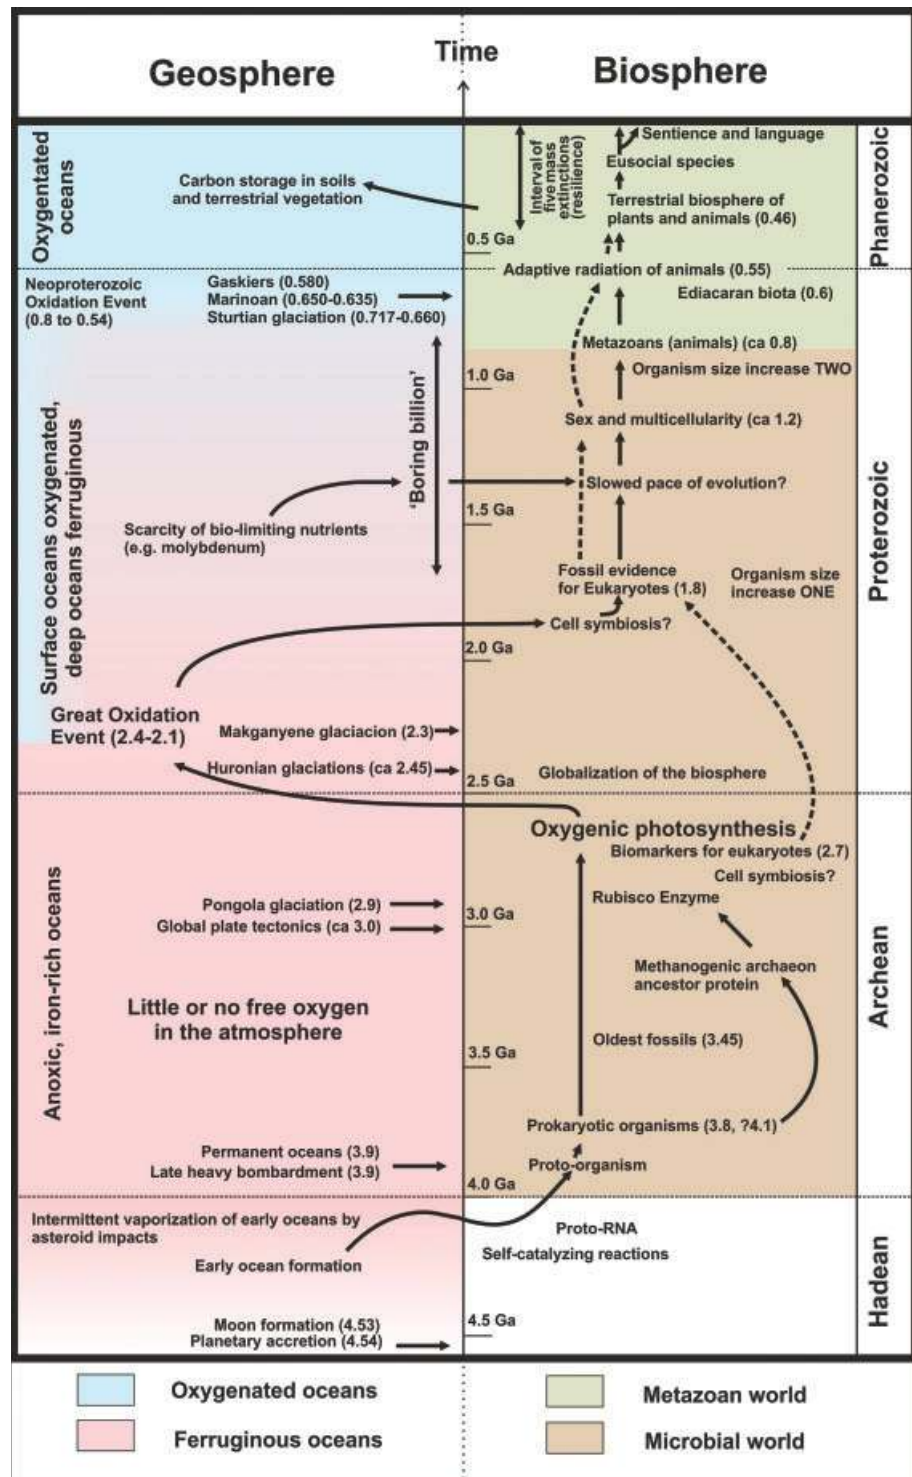 Time
Geosphere
Biosphere
Oxygentated
oceans
Carbon storage in soils
and terrestrial vegetation
Interval of
five mass
extinctions
(resilience)
Sentience and language
Eusocial species
Terrestrial biosphere of
plants and animals (0.46)
Phanerozoic
0.5 Ga
Adaptive radiation of animals (0.55)
Neoproterozoic
Oxidation Event
(0.8 to 0.54)
Gaskiers (0.580)
Marinoan (0.650-0.635)
Sturtian glaciation (0.717-0.660)
Ediacaran biota (0.6)
Metazoans (animals) (ca 0.8)
Organism size increase TWO
1.0 Ga
Sex and multicellularity (ca 1.2)
'Boring billion'
Surface oceans oxygenated,
deep oceans ferruginous
Slowed pace of evolution?
Scarcity of bio-limiting nutrients
(e.g. molybdenum)
1.5 Ga
Proterozoic
Fossil evidence
for Eukaryotes (1.8)
Organism size
increase ONE
Cell symbiosis?
2.0 Ga
Great Oxidation
Event (2.4-2.1)
Makganyene glaciacion (2.3)
Huronian glaciations (ca 2.45)
Globalization of the biosphere
2.5 Ga
Oxygenic photosynthesis
Biomarkers for eukaryotes (2.7)
Cell symbiosis?
Rubisco Enzyme
Pongola glaciation (2.9)
3.0 Ga
Global plate tectonics (ca 3.0)
Methanogenic archaeon
ancestor protein
Anoxic, iron-rich oceans
Little or no free oxygen
in the atmosphere
Archean
Oldest fossils (3.45)
3.5 Ga
Prokaryotic organisms (3.8, ?4.1)
Permanent oceans (3.9)
Late heavy bombardment (3.9)
Proto-organism
4.0 Ga
Intermittent vaporization of early oceans by
asteroid impacts
Early ocean formation
Proto-RNA
Self-catalyzing reactions
Hadean
Moon formation (4.53)
Planetary accretion (4.54)
4.5 Ga
Oxygenated oceans
Ferruginous oceans
Metazoan world
Microbial world